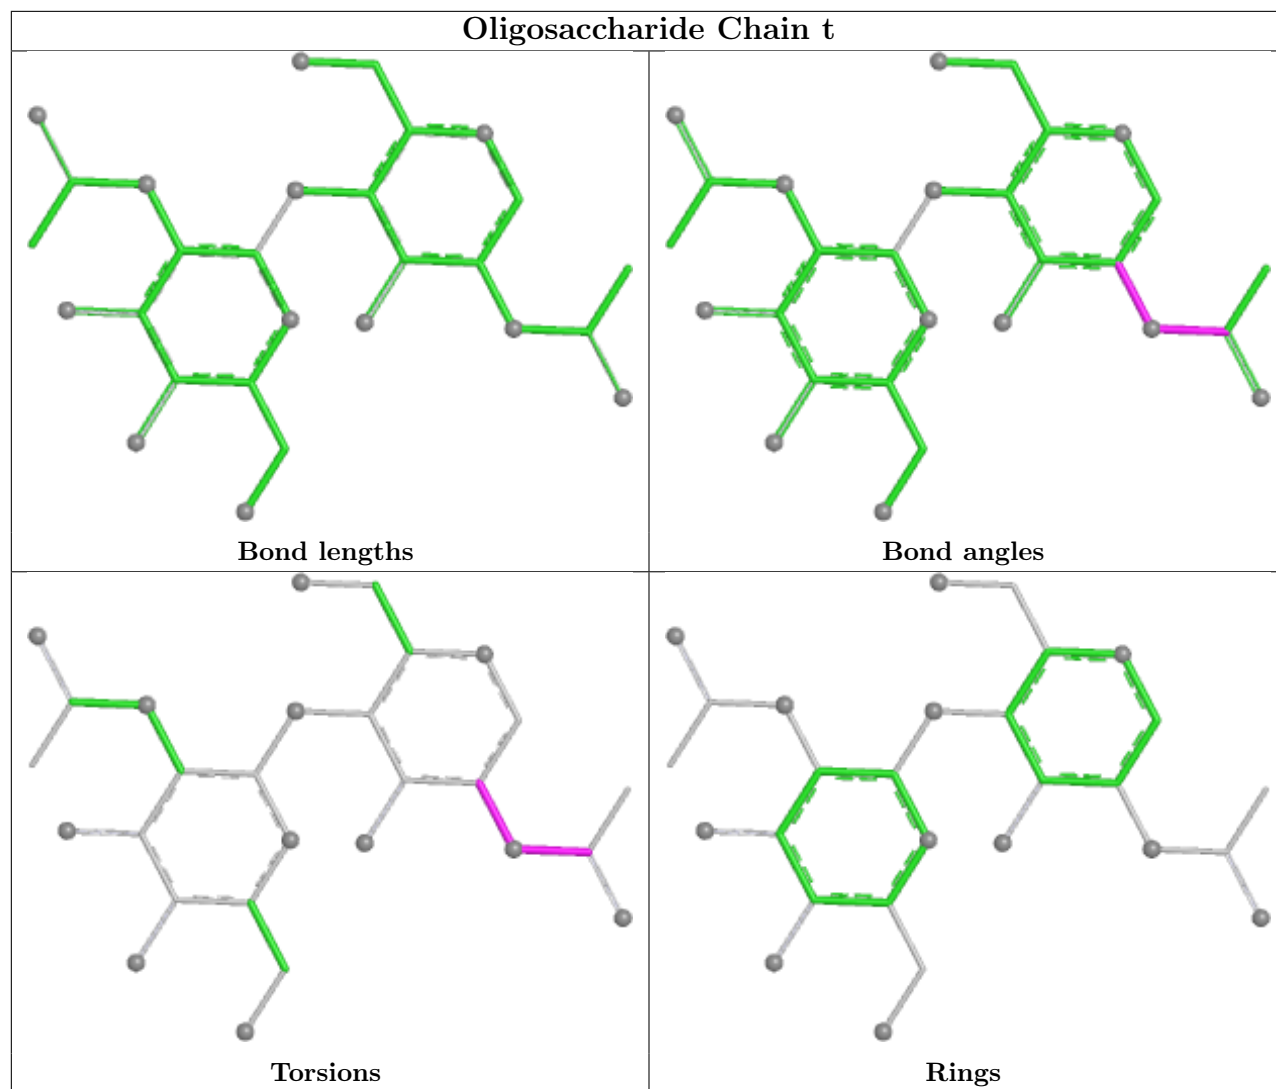 Oligosaccharide Chain t
Bond lengths
Bond angles
Torsions
Rings